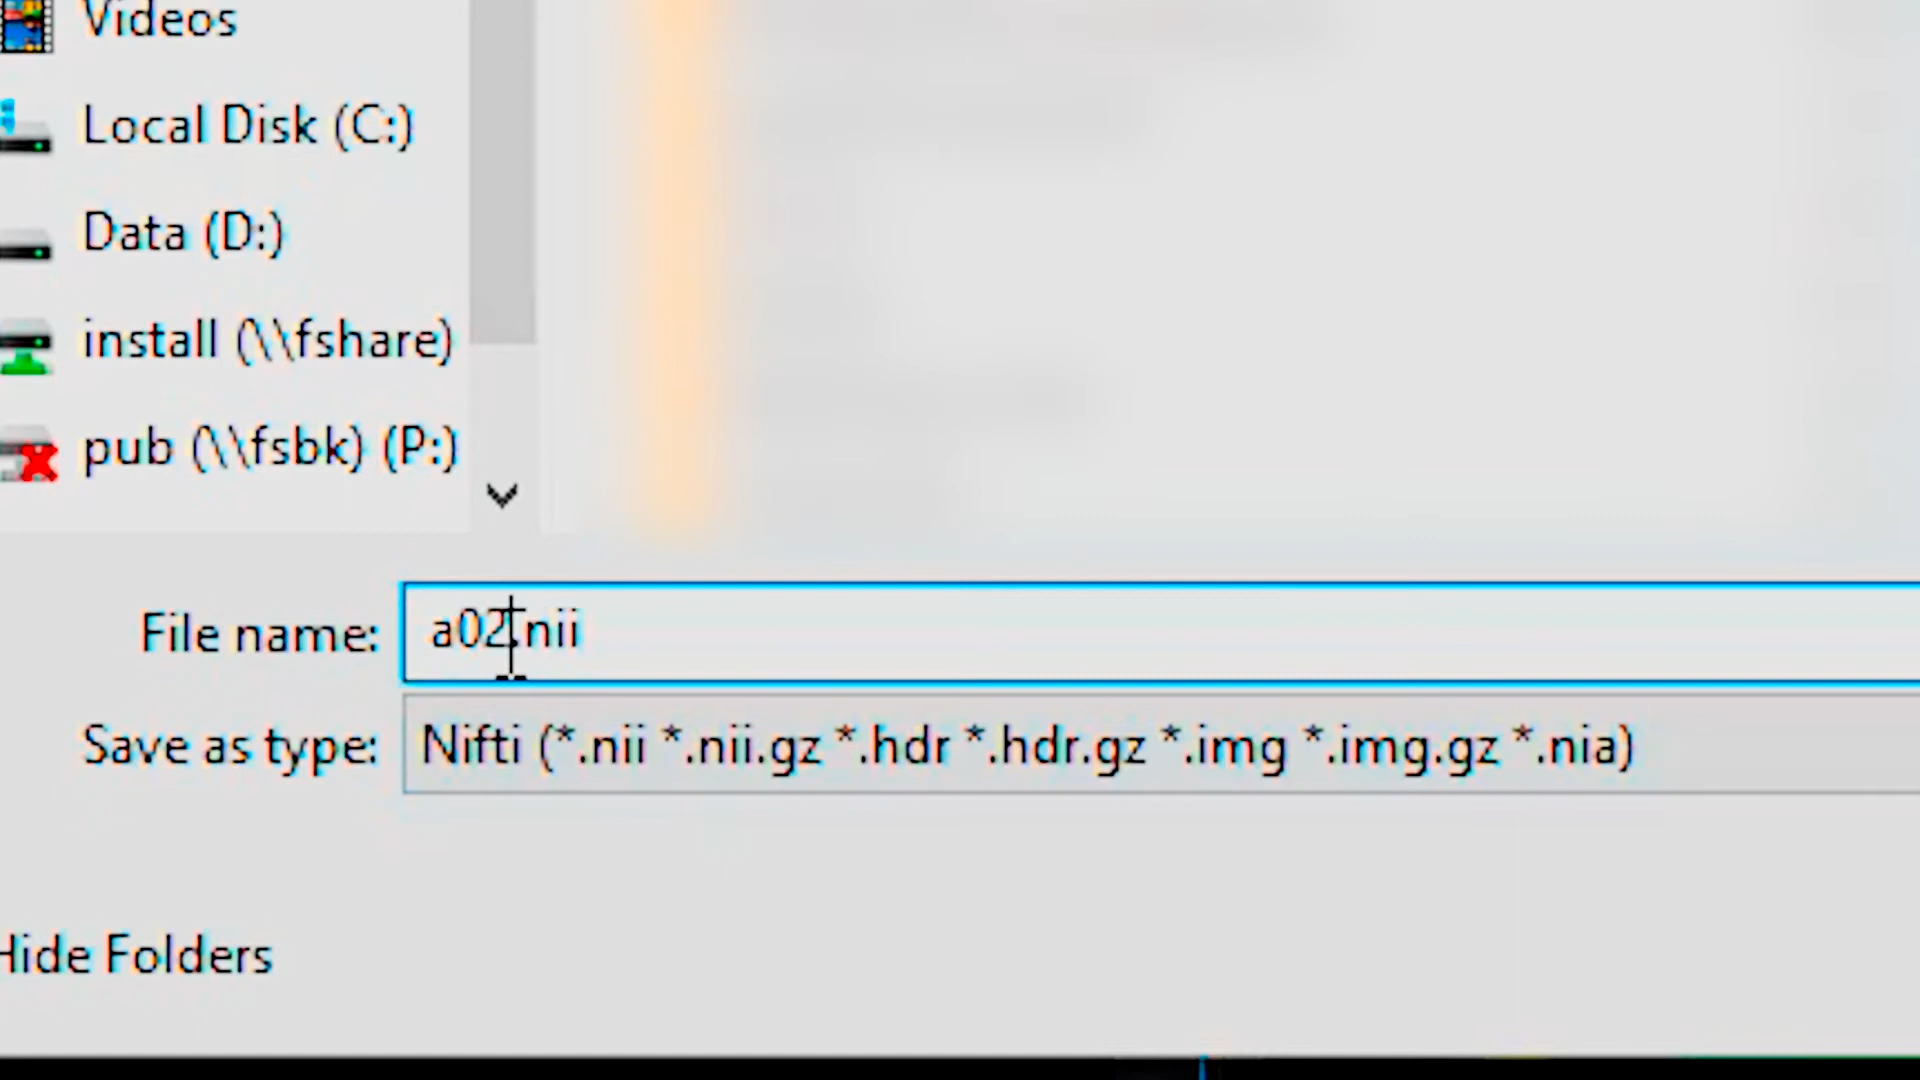 Videos
Local Disk (C:)
Data (D:)
install (\\fshare)
pub (\\fsbk) (P:)
File name: a02.nii
Save as type: Nifti (*.nii *.nii.gz *.hdr *.hdr.gz *.img *.img.gz *.nia)
Hide Folders